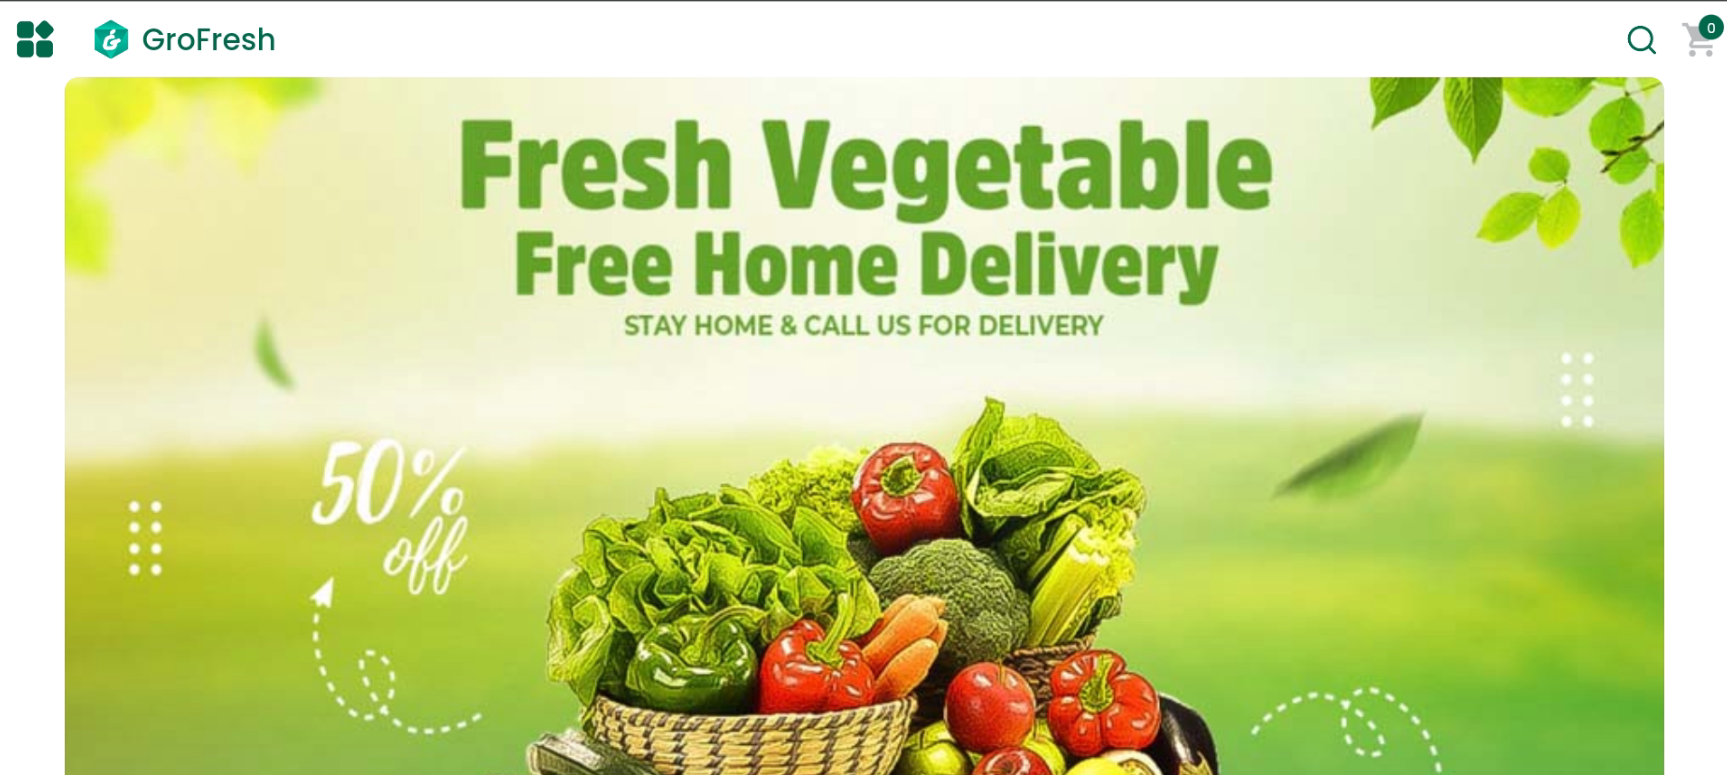 GroFresh
0
Fresh Vegetable
Free Home Delivery
STAY HOME & CALL US FOR DELIVERY
50%
off